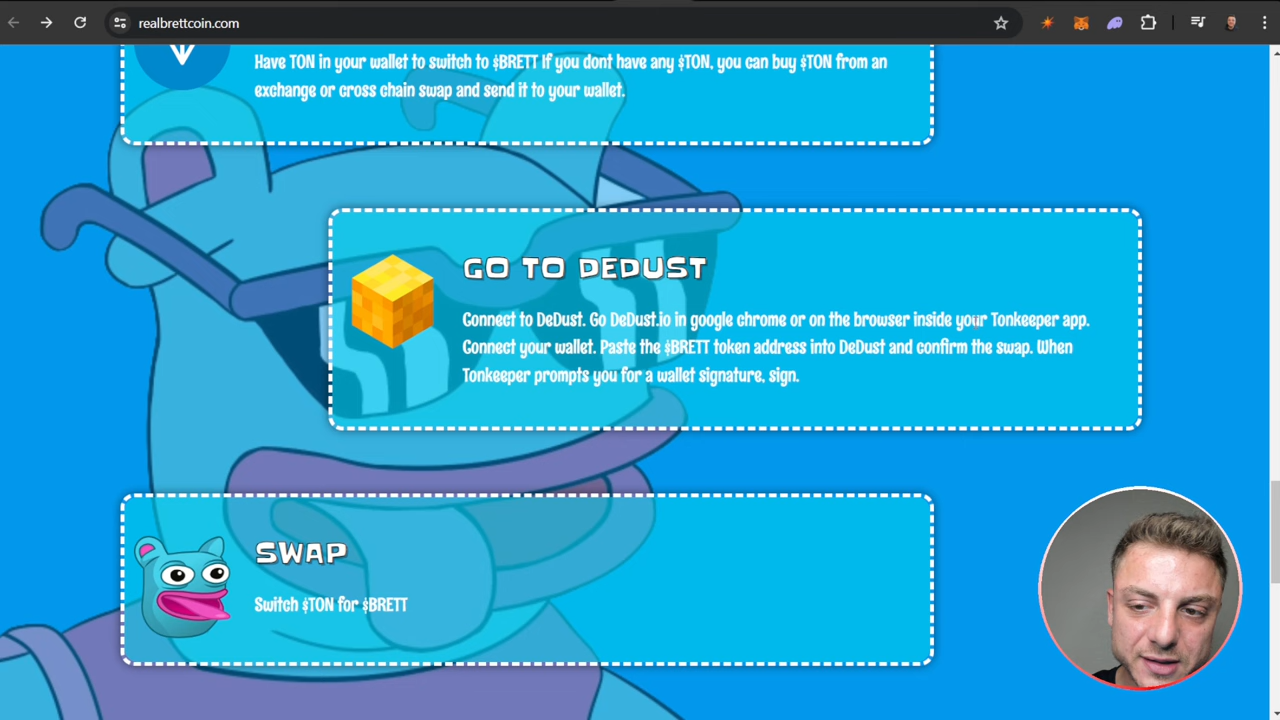 realbrettcoin.com
Have TON in your wallet to switch to $BRETT If you dont have any $TON, you can buy $TON from an
exchange or cross chain swap and send it to your wallet.
GO TO DEDUST
Connect to DeDust. Go DeDust.io in google chrome or on the browser inside your Tonkeeper app.
Connect your wallet. Paste the $BRETT token address into DeDust and confirm the swap. When
Tonkeeper prompts you for a wallet signature, sign.
SWAP
Switch $TON for $BRETT